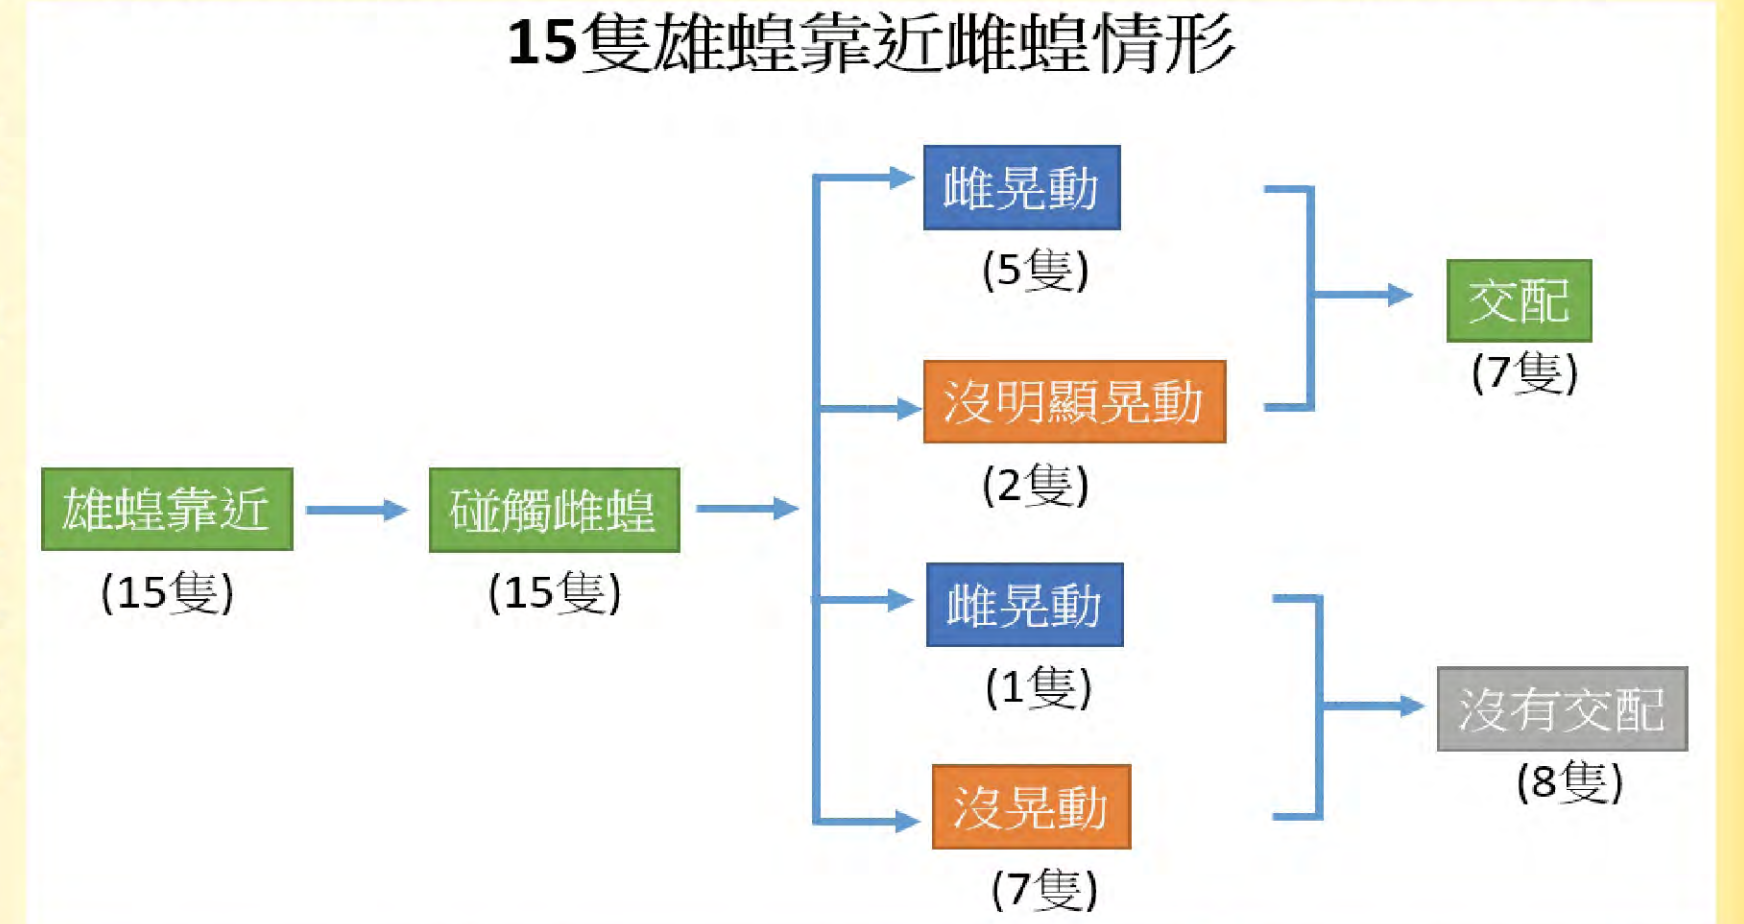 15隻雄蝗靠近雌蝗情形
雄蝗靠近
(15隻)
碰觸雌蝗
(15隻)
雌晃動
(5隻)
沒明顯晃動
(2隻)
交配
(7隻)
雌晃動
(1隻)
沒晃動
(7隻)
沒有交配
(8隻)